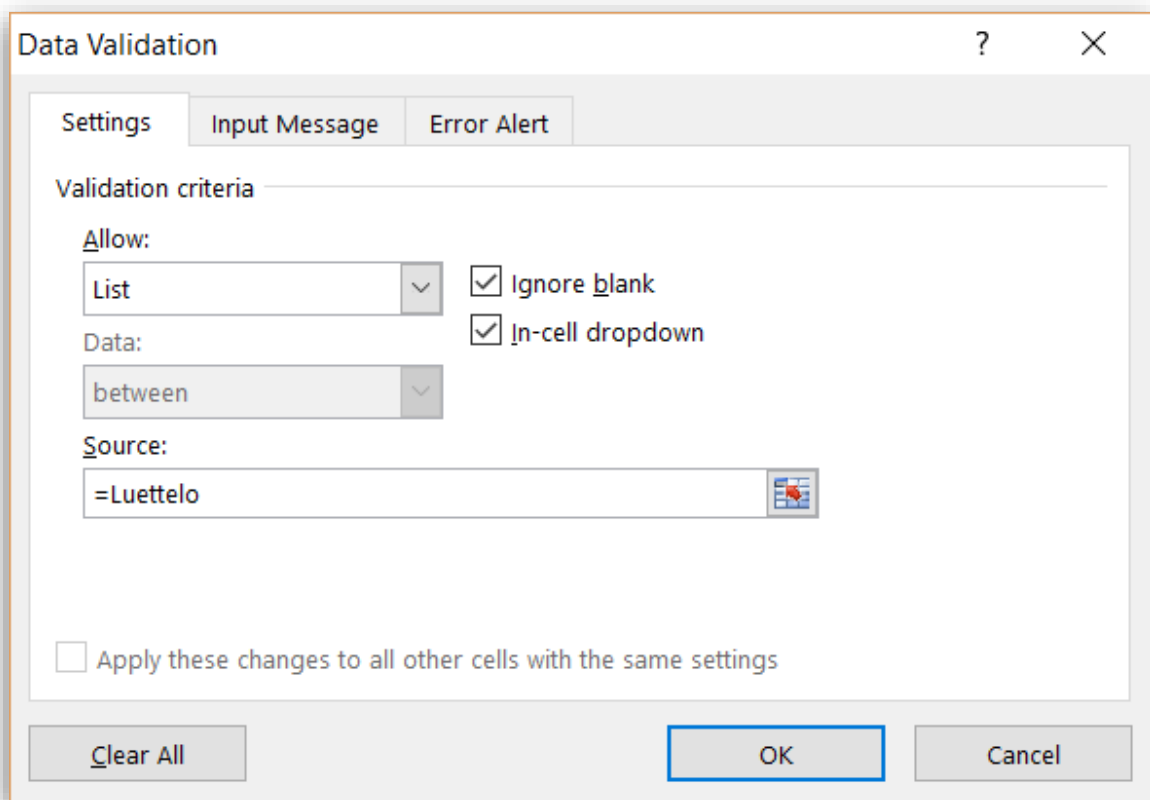 Data Validation ?
Settings Input Message Error Alert
Validation criteria
Allow:
List
Ignore blank
Data:
In-cell dropdown
between
Source:
=Luettelo
Apply these changes to all other cells with the same settings
Clear All OK Cancel